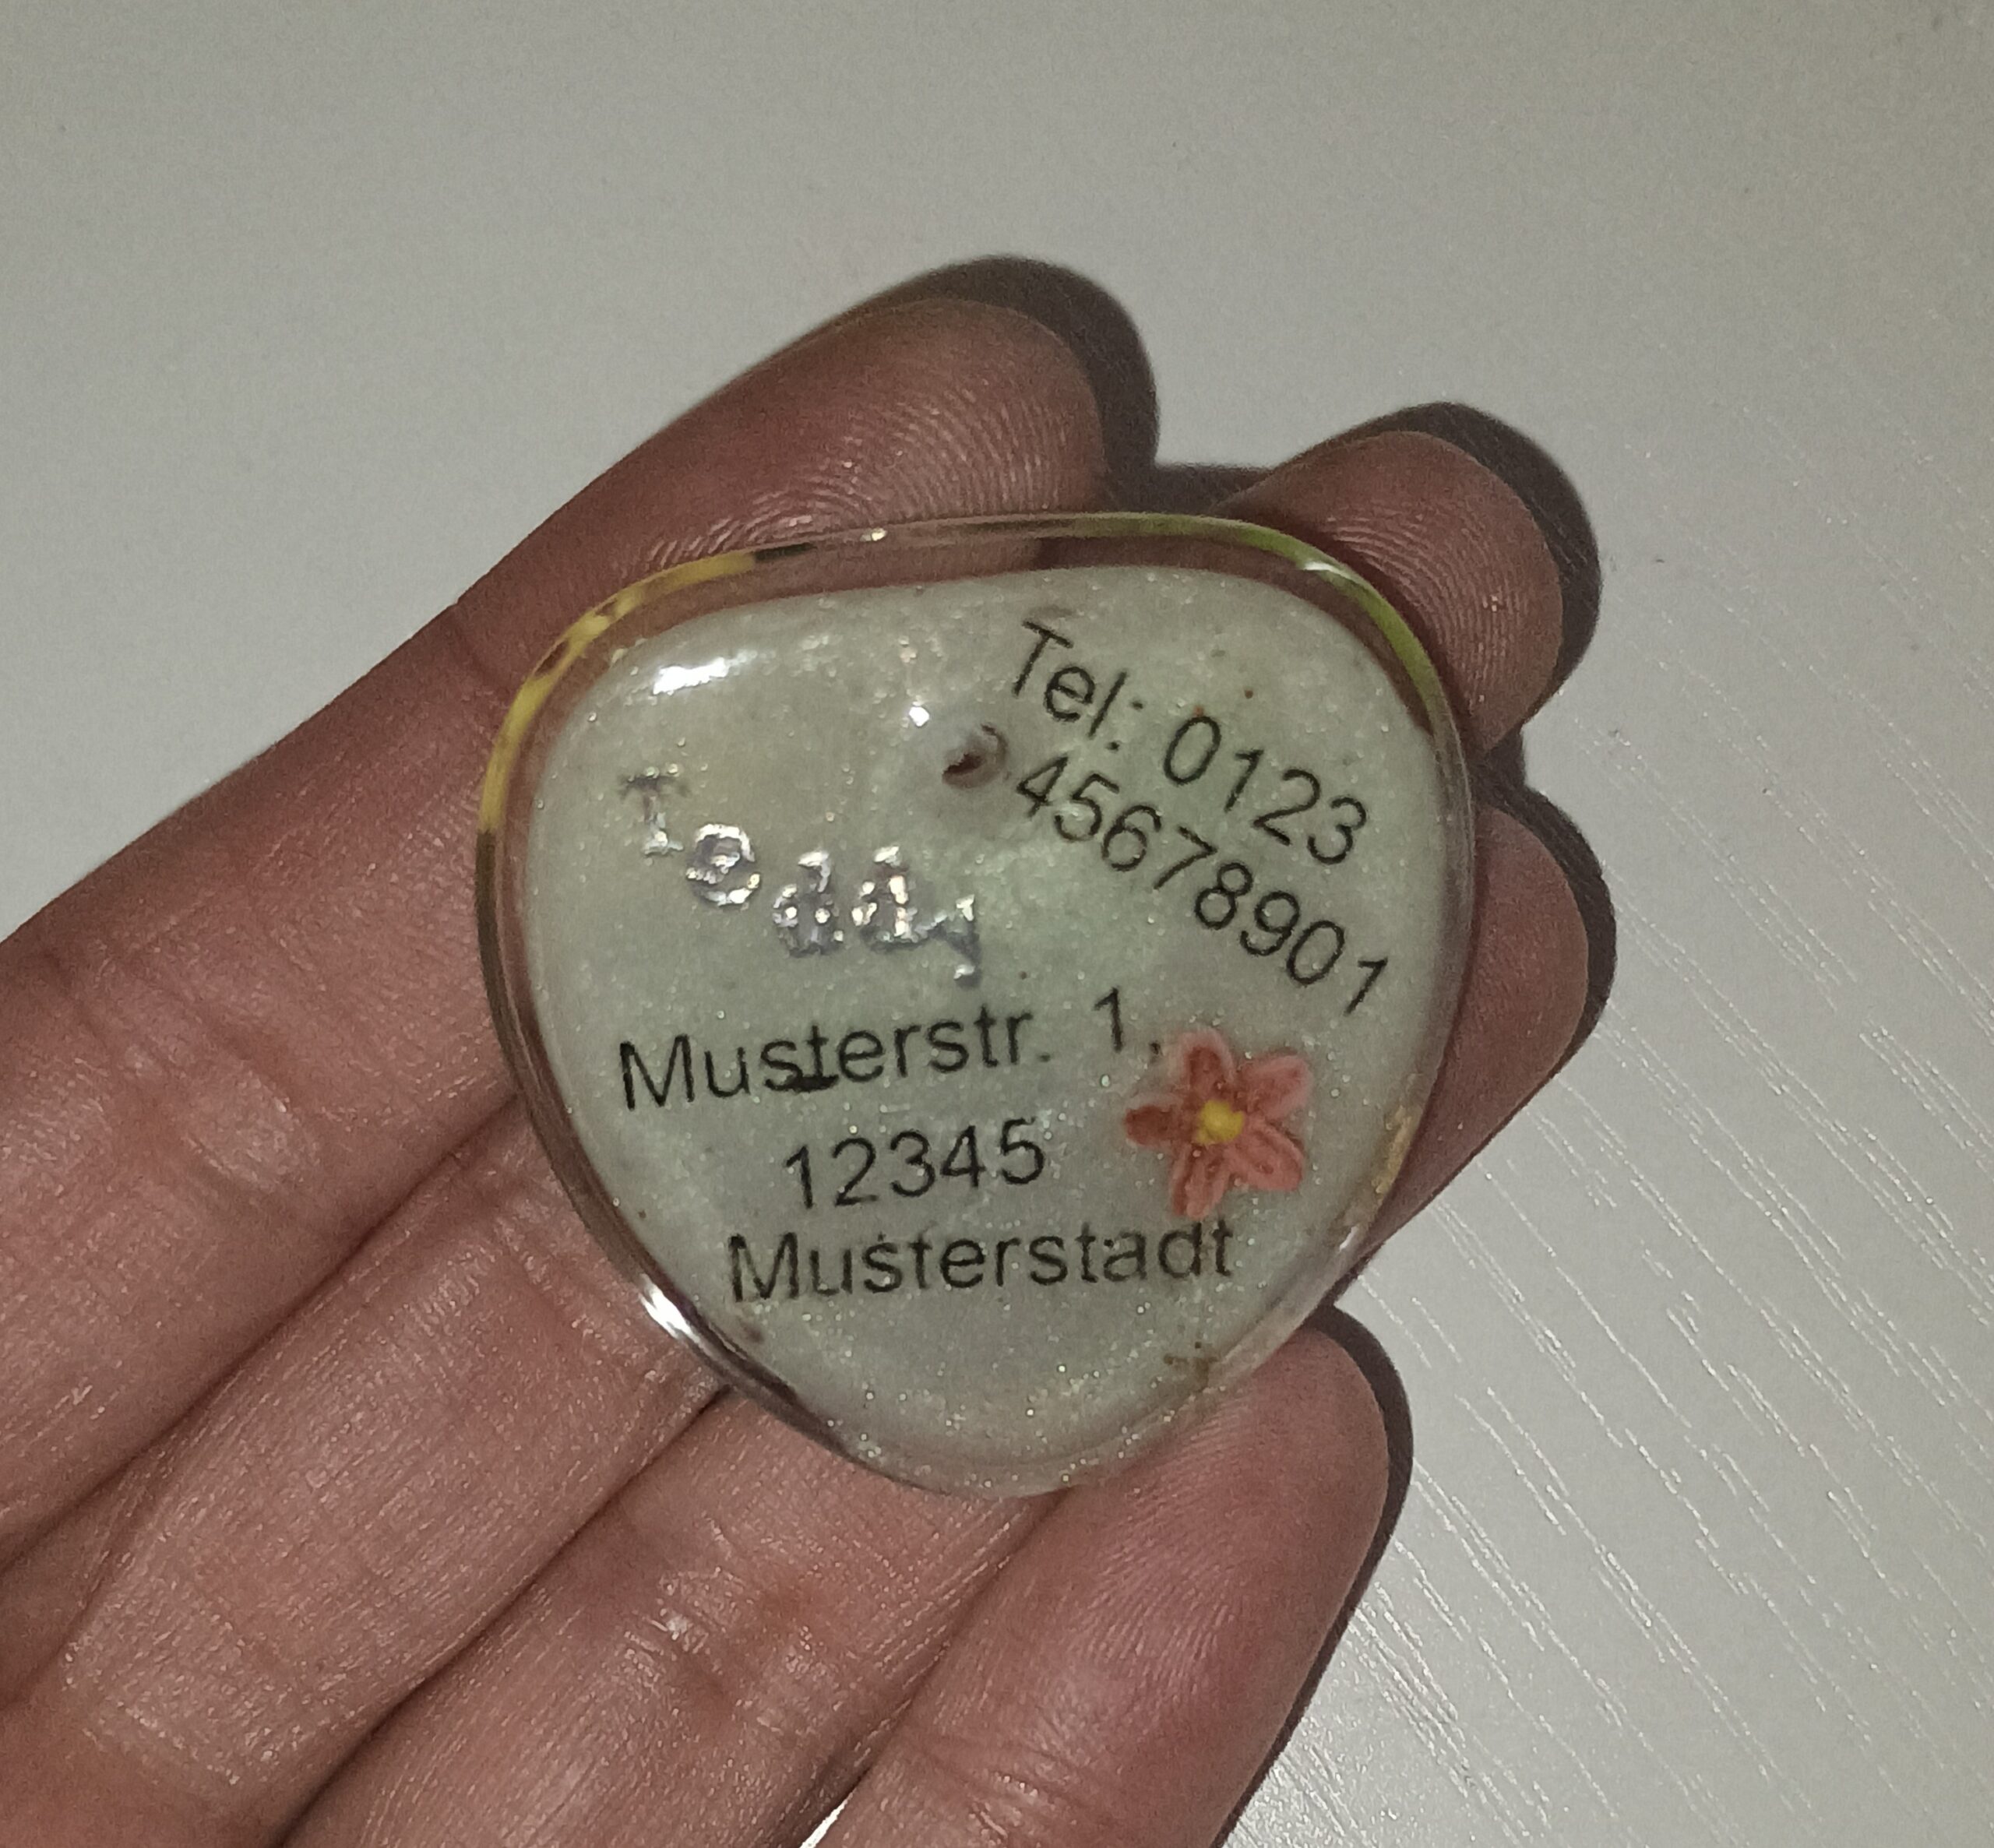 Tel: 0123
45678901
Teddy
Musterstr. 1,
12345
Musterstadt